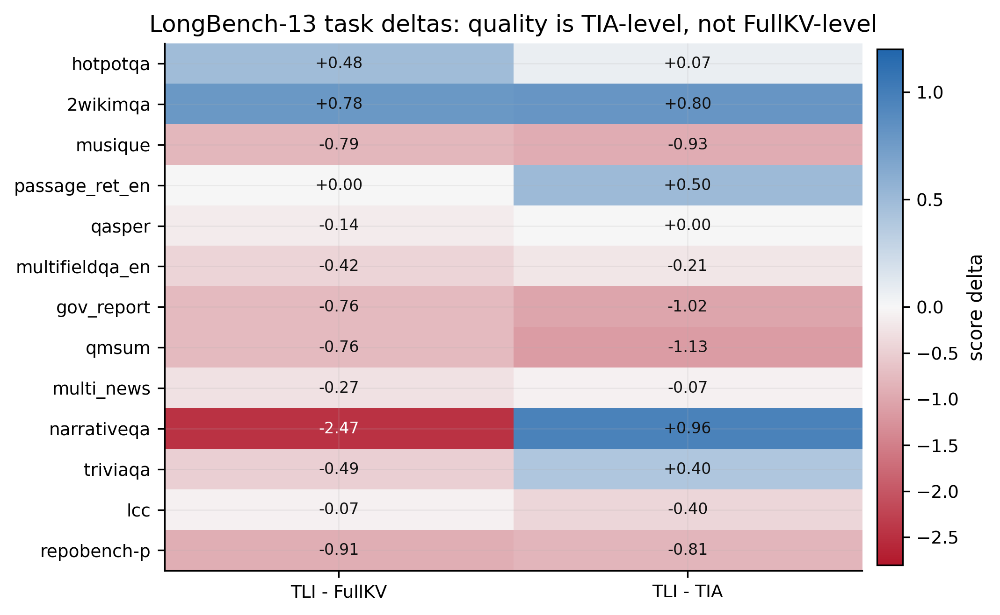 LongBench-13 task deltas: quality is TIA-level, not FullKV-level
hotpotqa +0.48 +0.07
2wikimqa +0.78 +0.80
musique -0.79 -0.93
passage_ret_en +0.00 +0.50
qasper -0.14 +0.00
multifieldqa_en -0.42 -0.21
gov_report -0.76 -1.02
qmsum -0.76 -1.13
multi_news -0.27 -0.07
narrativeqa -2.47 +0.96
triviaqa -0.49 +0.40
lcc -0.07 -0.40
repobench-p -0.91 -0.81
TLI - FullKV TLI - TIA
1.0
0.5
0.0
−0.5
−1.0
−1.5
−2.0
−2.5
score delta